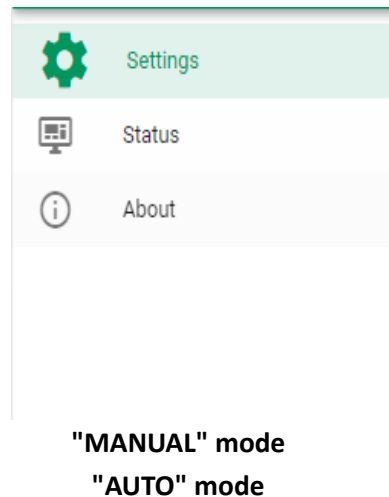 Settings
Status
About
"MANUAL" mode
"AUTO" mode